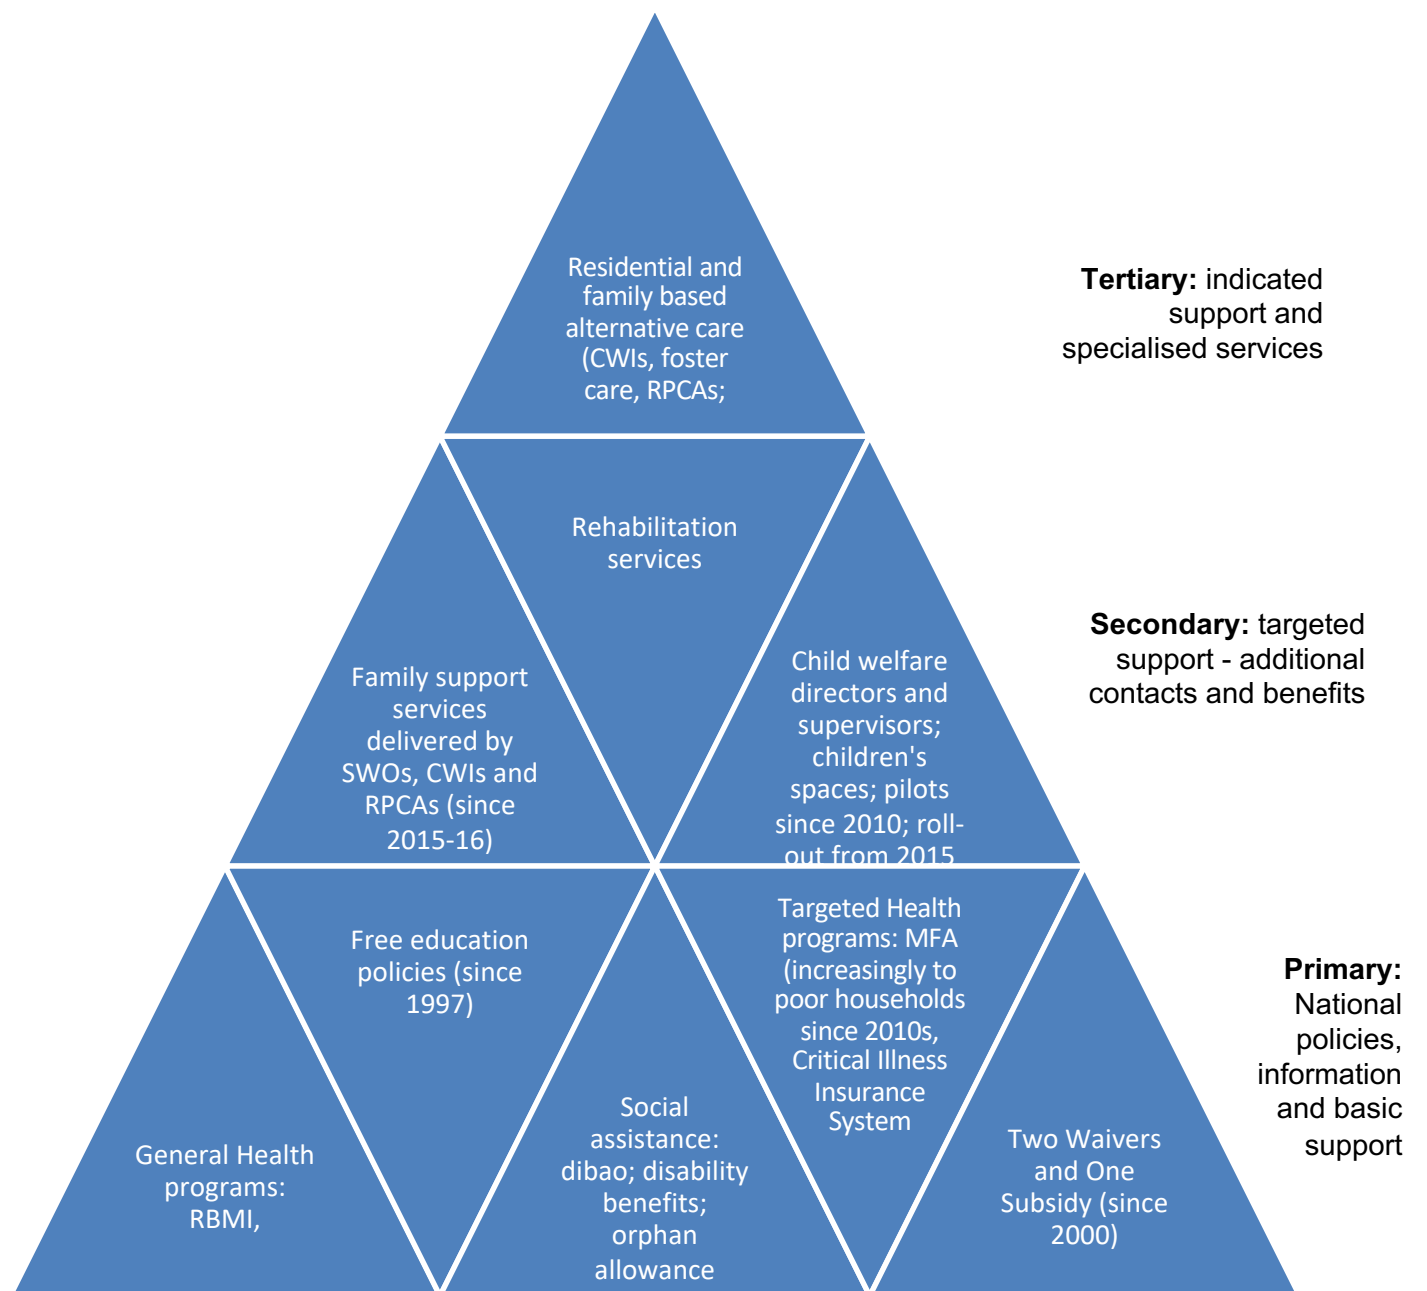 Residential and
family based
alternative care
(CWIs, foster
care, RPCAs;
Tertiary: indicated
support and
specialised services
Rehabilitation
services
Family support
services
delivered by
SWOs, CWIs and
RPCAs (since
2015-16)
Child welfare
directors and
supervisors;
children's
spaces; pilots
since 2010; roll-
out from 2015
Secondary: targeted
support - additional
contacts and benefits
General Health
programs:
RBMI,
Free education
policies (since
1997)
Social
assistance:
dibao; disability
benefits;
orphan
allowance
Targeted Health
programs: MFA
(increasingly to
poor households
since 2010s,
Critical Illness
Insurance
System
Two Waivers
and One
Subsidy (since
2000)
Primary:
National
policies,
information
and basic
support